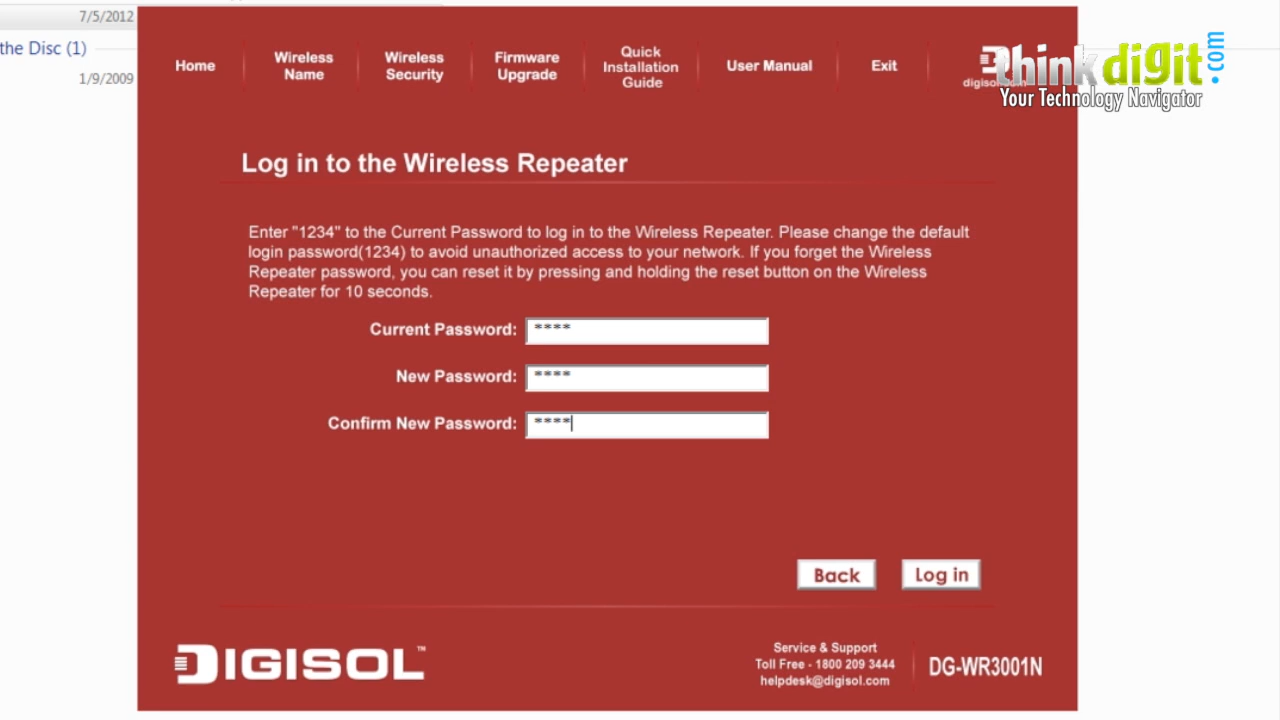 7/5/2012
the Disc (1)
1/9/2009
Home
Wireless
Name
Wireless
Security
Firmware
Upgrade
Quick
Installation
Guide
User Manual
Exit
thinkdigit.com
Your Technology Navigator
Log in to the Wireless Repeater
Enter "1234" to the Current Password to log in to the Wireless Repeater. Please change the default
login password(1234) to avoid unauthorized access to your network. If you forget the Wireless
Repeater password, you can reset it by pressing and holding the reset button on the Wireless
Repeater for 10 seconds.
Current Password: ****
New Password: ****
Confirm New Password: ****
Back
Log in
DIGISOL™
Service & Support
Toll Free - 1800 209 3444
helpdesk@digisol.com
DG-WR3001N